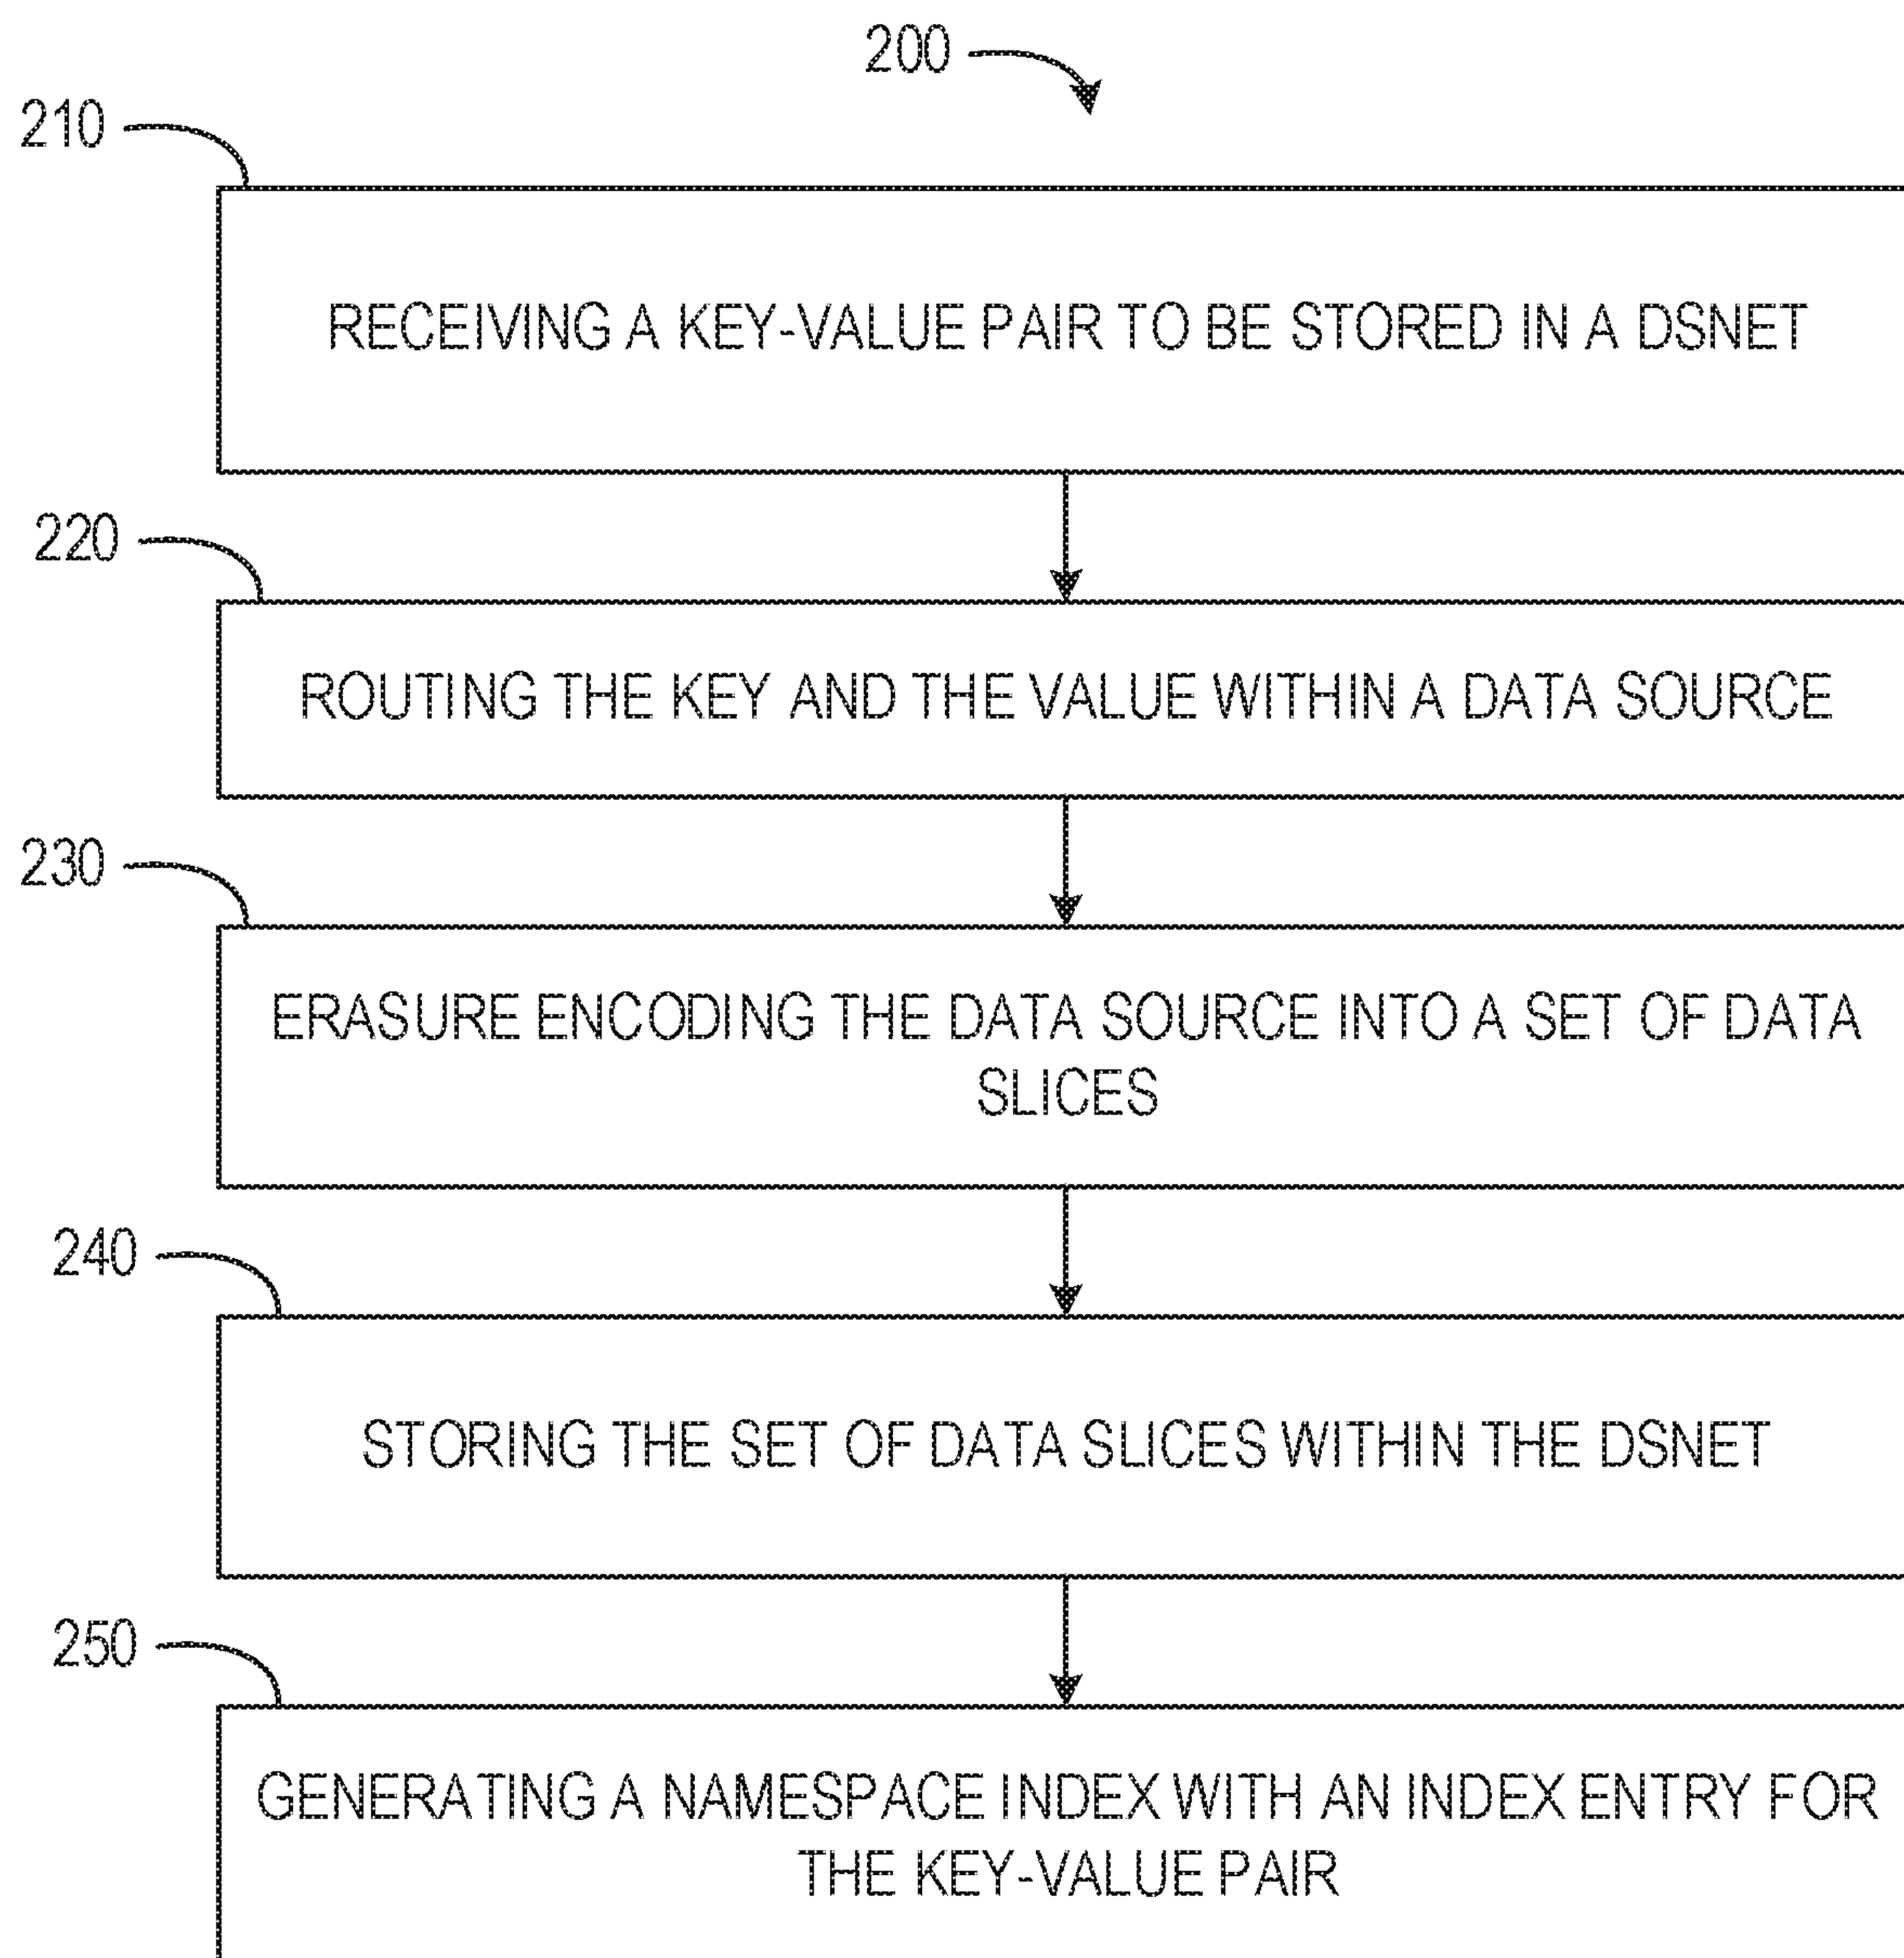 200
210
RECEIVING A KEY-VALUE PAIR TO BE STORED IN A DSNET
220
ROUTING THE KEY AND THE VALUE WITHIN A DATA SOURCE
230
ERASURE ENCODING THE DATA SOURCE INTO A SET OF DATA
SLICES
240
STORING THE SET OF DATA SLICES WITHIN THE DSNET
250
GENERATING A NAMESPACE INDEX WITH AN INDEX ENTRY FOR
THE KEY-VALUE PAIR